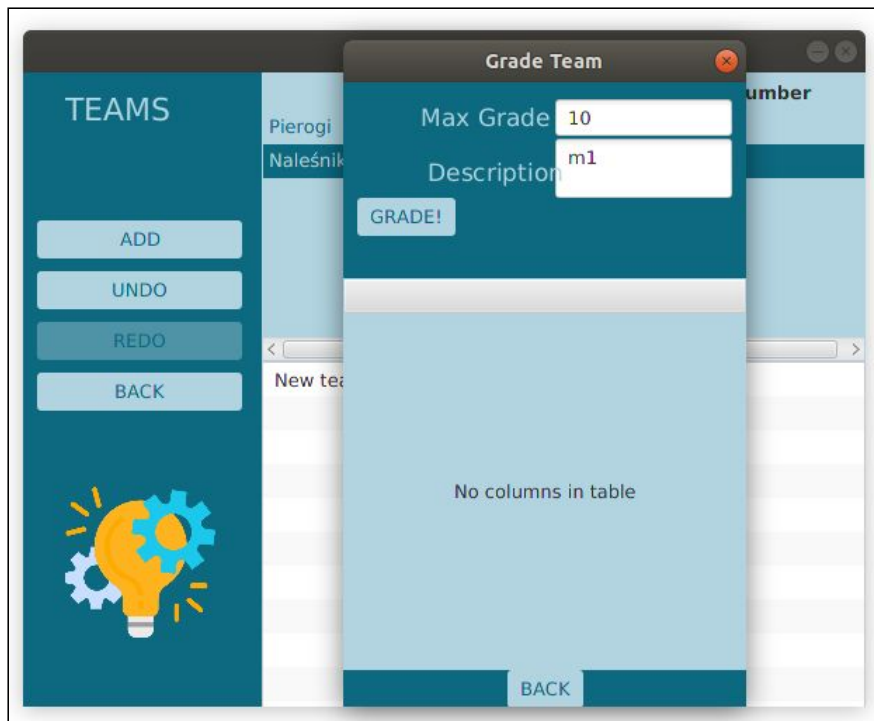 Grade Team
TEAMS
umber
Pierogi
Naleśnik
Max Grade 10
Description m1
GRADE!
ADD
UNDO
REDO
BACK
New tea
No columns in table
BACK